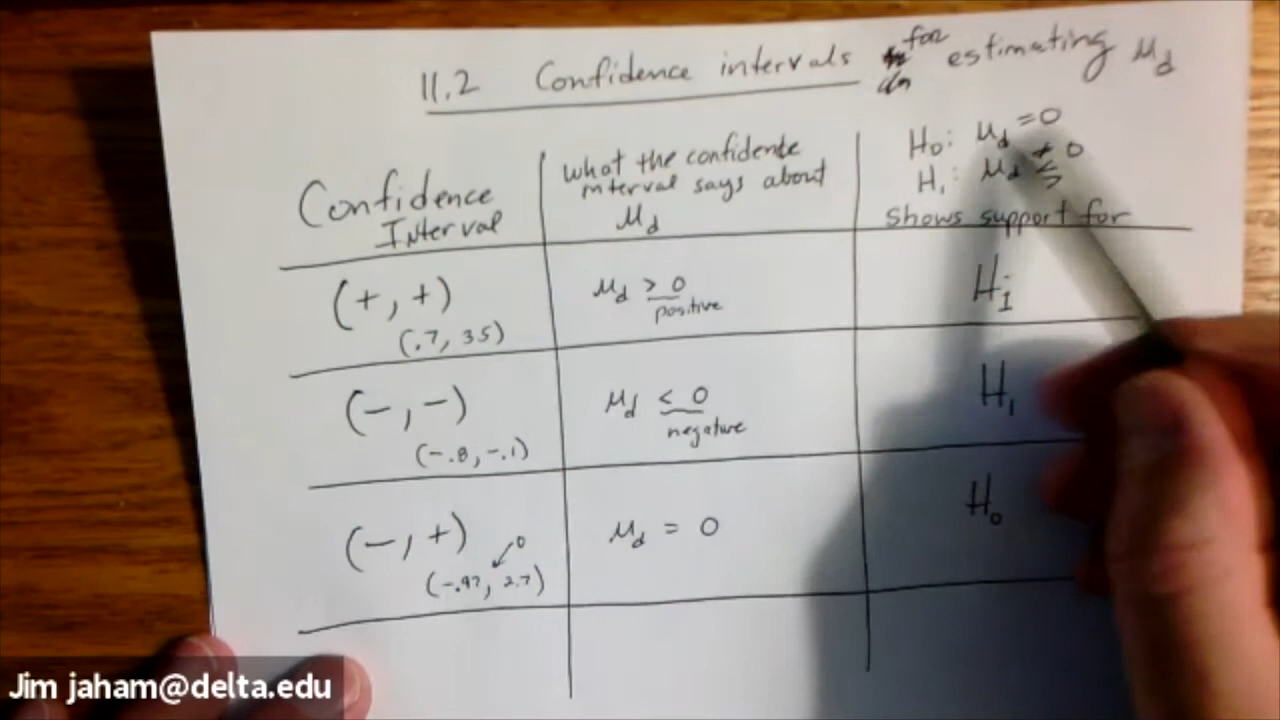 11.2 Confidence intervals for estimating μd
Confidence
Interval
what the confidente
interval says about
μd
H₀: μd = 0
H₁: μd ≠ 0
<
>
shows support for
(+, +)
(.7, 35)
μd > 0
positive
H₁
(-, -)
(-.8, -.1)
μd < 0
negative
H₁
(-, +)
0
(-.97, 2.7)
μd = 0
H₀
Jim jaham@delta.edu